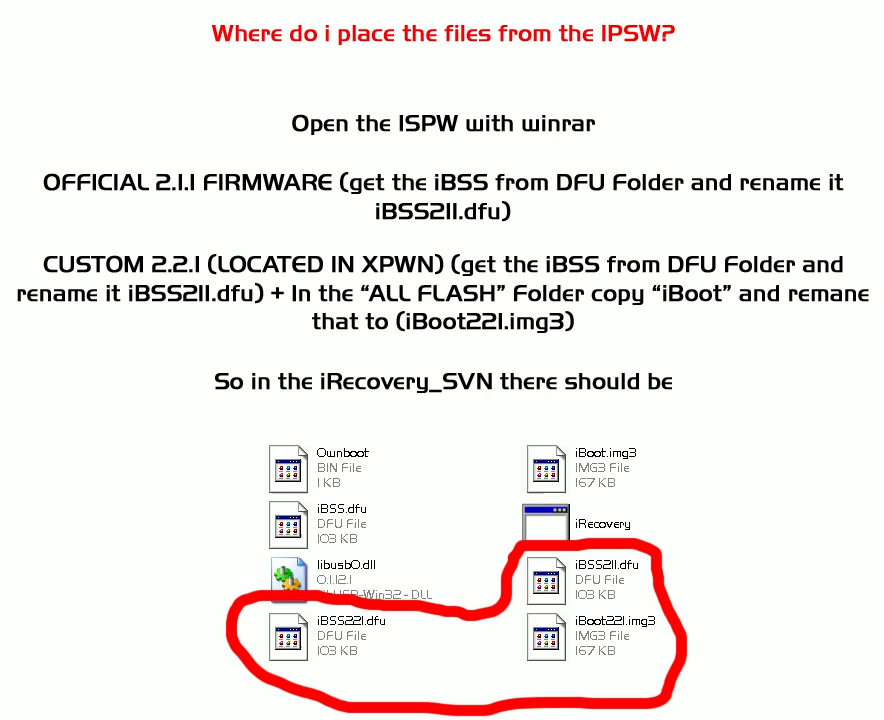 Where do i place the files from the IPSW?
Open the ISPW with winrar
OFFICIAL 2.1.1 FIRMWARE (get the iBSS from DFU Folder and rename it
iBSS211.dfu)
CUSTOM 2.2.1 (LOCATED IN XPWN) (get the iBSS from DFU Folder and
rename it iBSS211.dfu) + In the “ALL FLASH” Folder copy “iBoot” and remane
that to (iBoot221.img3)
So in the iRecovery_SVN there should be
Ownboot
BIN File
1 KB
iBoot.img3
IMG3 File
167 KB
iBSS.dfu
DFU File
103 KB
iRecovery
libusb0.dll
0.1.12.1
-Win32 - DLL
iBSS211.dfu
DFU File
103 KB
iBSS221.dfu
DFU File
103 KB
iBoot221.img3
IMG3 File
167 KB